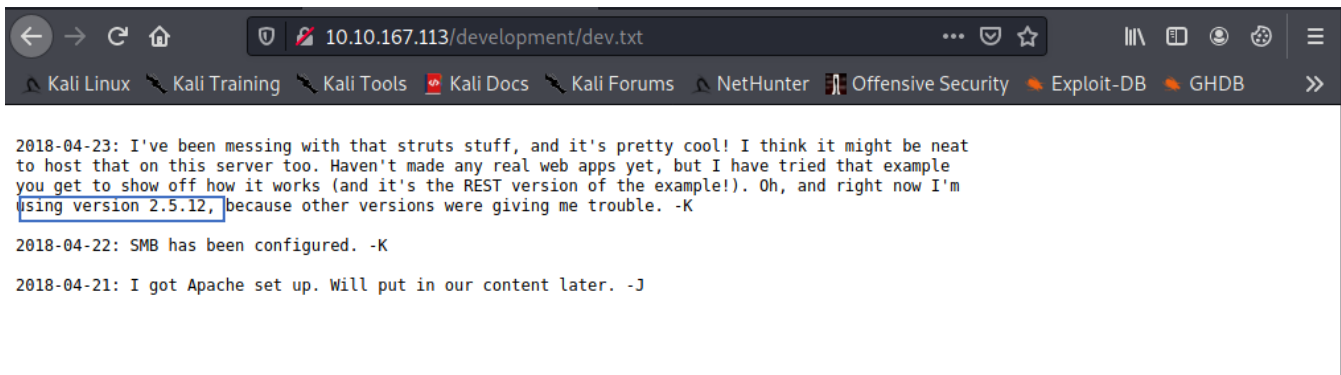 10.10.167.113/development/dev.txt
Kali Linux Kali Training Kali Tools Kali Docs Kali Forums NetHunter Offensive Security Exploit-DB GHDB
2018-04-23: I've been messing with that struts stuff, and it's pretty cool! I think it might be neat
to host that on this server too. Haven't made any real web apps yet, but I have tried that example
you get to show off how it works (and it's the REST version of the example!). Oh, and right now I'm
using version 2.5.12, because other versions were giving me trouble. -K
2018-04-22: SMB has been configured. -K
2018-04-21: I got Apache set up. Will put in our content later. -J